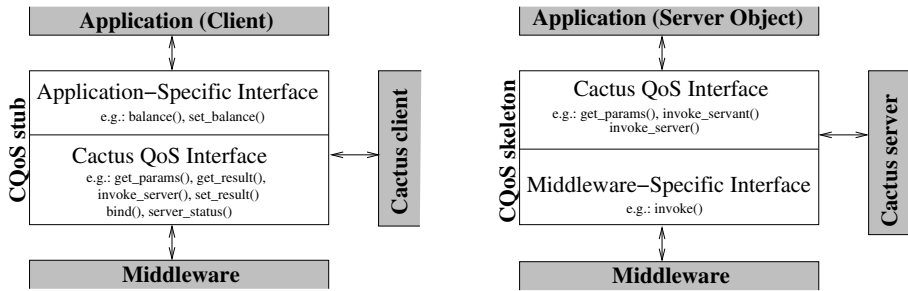 Application (Client)
CQoS stub
Application−Specific Interface
e.g.: balance(), set_balance()
Cactus QoS Interface
e.g.: get_params(), get_result(),
invoke_server(), set_result()
bind(), server_status()
Cactus client
Middleware
Application (Server Object)
CQoS skeleton
Cactus QoS Interface
e.g.: get_params(), invoke_servant()
invoke_server()
Middleware−Specific Interface
e.g.: invoke()
Cactus server
Middleware